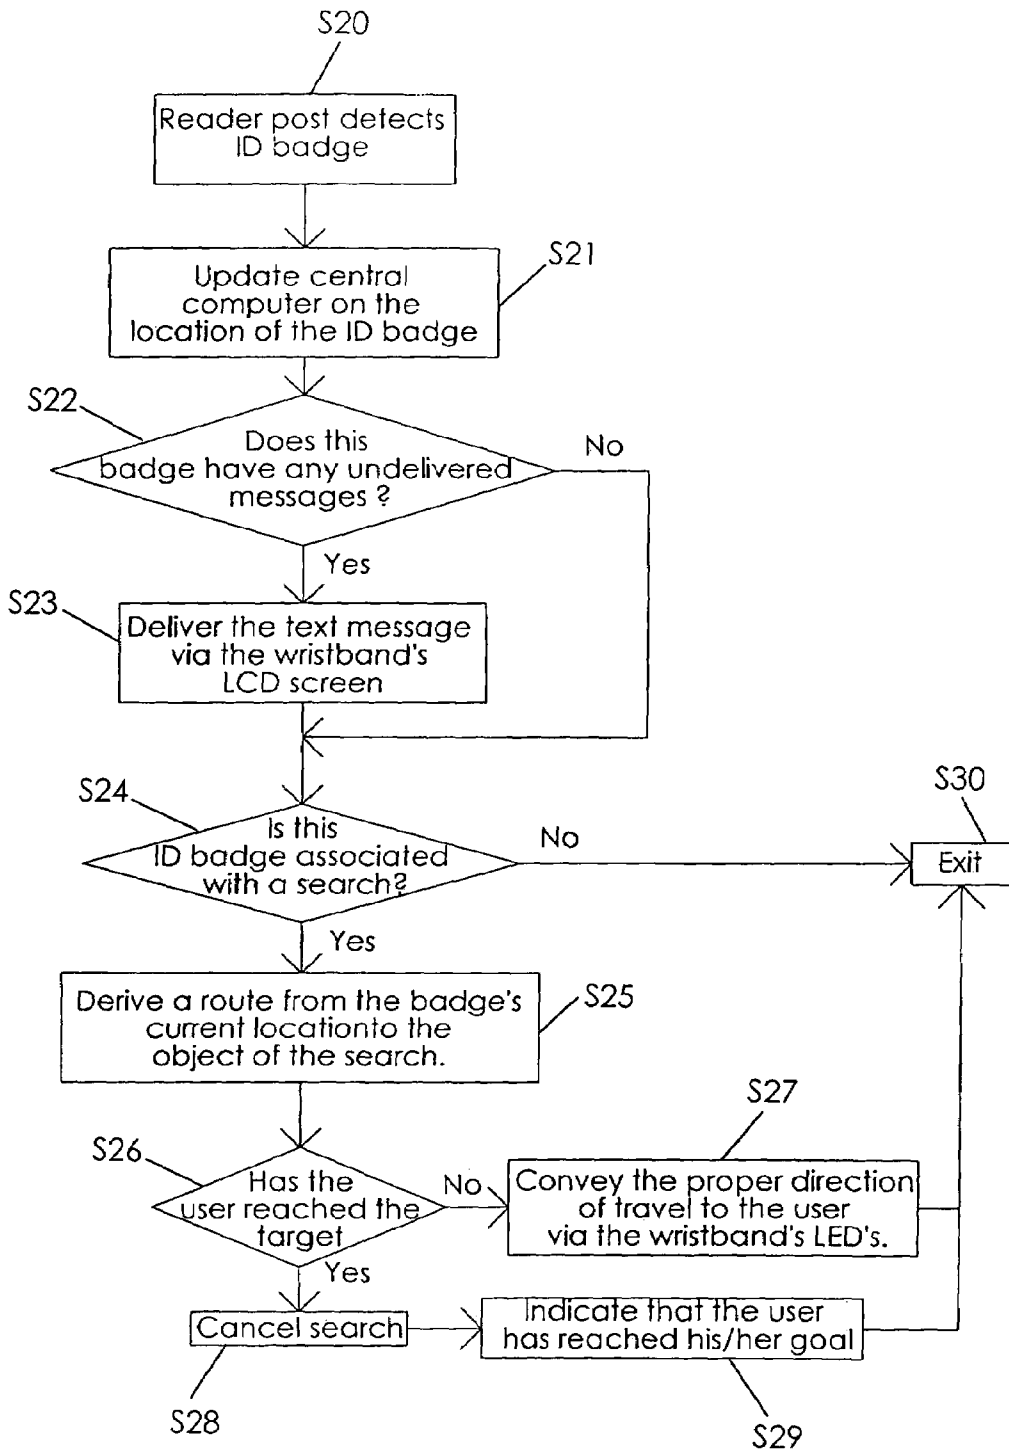 S20
Reader post detects
ID badge
S21
Update central
computer on the
location of the ID badge
S22
Does this
badge have any undelivered
messages ?
No
Yes
S23
Deliver the text message
via the wristband's
LCD screen
S24
Is this
ID badge associated
with a search?
No
S30
Exit
Yes
Derive a route from the badge's
current locationto the
object of the search.
S25
S26
Has the
user reached the
target
No
S27
Convey the proper direction
of travel to the user
via the wristband's LED's.
Yes
Cancel search
S28
Indicate that the user
has reached his/her goal
S29